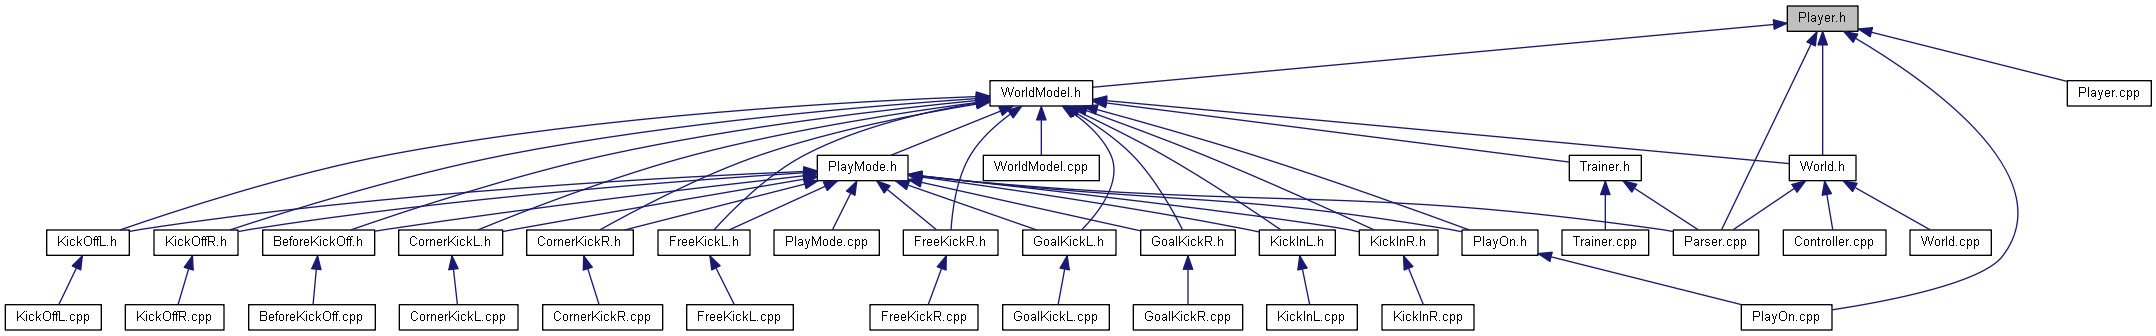 Player.h
WorldModel.h
Player.cpp
PlayMode.h
WorldModel.cpp
Trainer.h
World.h
KickOffL.h
KickOffR.h
BeforeKickOff.h
CornerKickL.h
CornerKickR.h
FreeKickL.h
PlayMode.cpp
FreeKickR.h
GoalKickL.h
GoalKickR.h
KickInL.h
KickInR.h
PlayOn.h
Trainer.cpp
Parser.cpp
Controller.cpp
World.cpp
KickOffL.cpp
KickOffR.cpp
BeforeKickOff.cpp
CornerKickL.cpp
CornerKickR.cpp
FreeKickL.cpp
FreeKickR.cpp
GoalKickL.cpp
GoalKickR.cpp
KickInL.cpp
KickInR.cpp
PlayOn.cpp